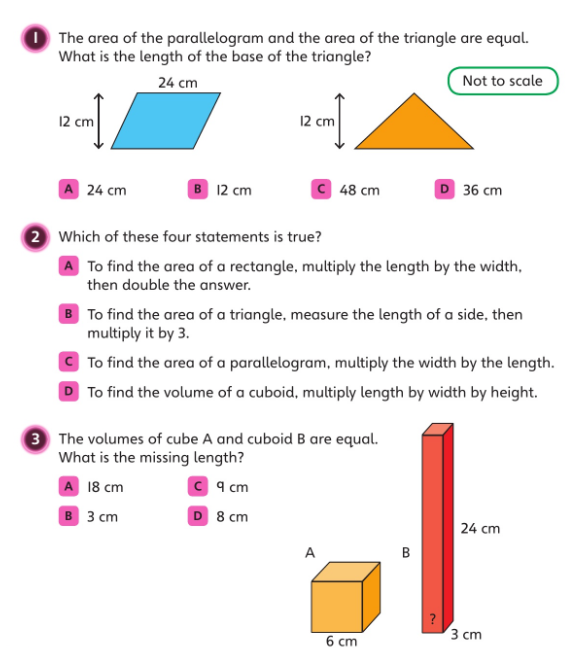 1 The area of the parallelogram and the area of the triangle are equal.
What is the length of the base of the triangle?
24 cm
Not to scale
12 cm
12 cm
A 24 cm B 12 cm C 48 cm D 36 cm
2 Which of these four statements is true?
A To find the area of a rectangle, multiply the length by the width,
then double the answer.
B To find the area of a triangle, measure the length of a side, then
multiply it by 3.
C To find the area of a parallelogram, multiply the width by the length.
D To find the volume of a cuboid, multiply length by width by height.
3 The volumes of cube A and cuboid B are equal.
What is the missing length?
A 18 cm C 9 cm
B 3 cm D 8 cm
24 cm
A B
?
3 cm
6 cm